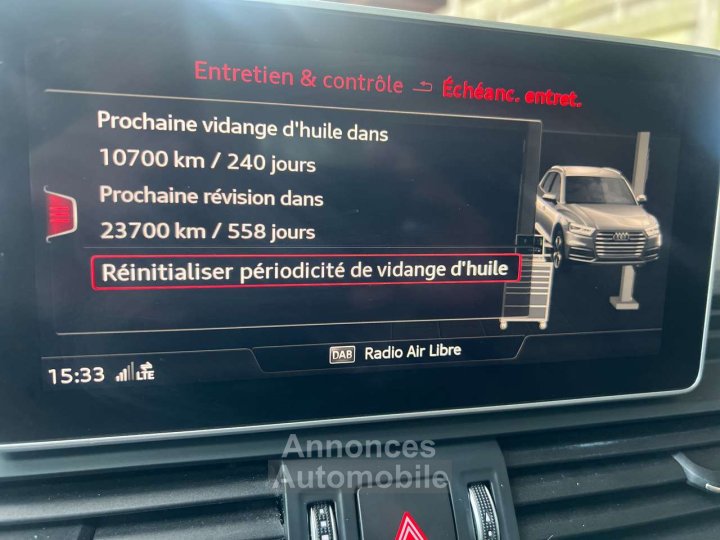 Entretien & contrôle Échéanc. entret.
Prochaine vidange d'huile dans
10700 km / 240 jours
Prochaine révision dans
23700 km / 558 jours
Réinitialiser périodicité de vidange d'huile
DAB Radio Air Libre
15:33 LTE
Annonces
Automobile